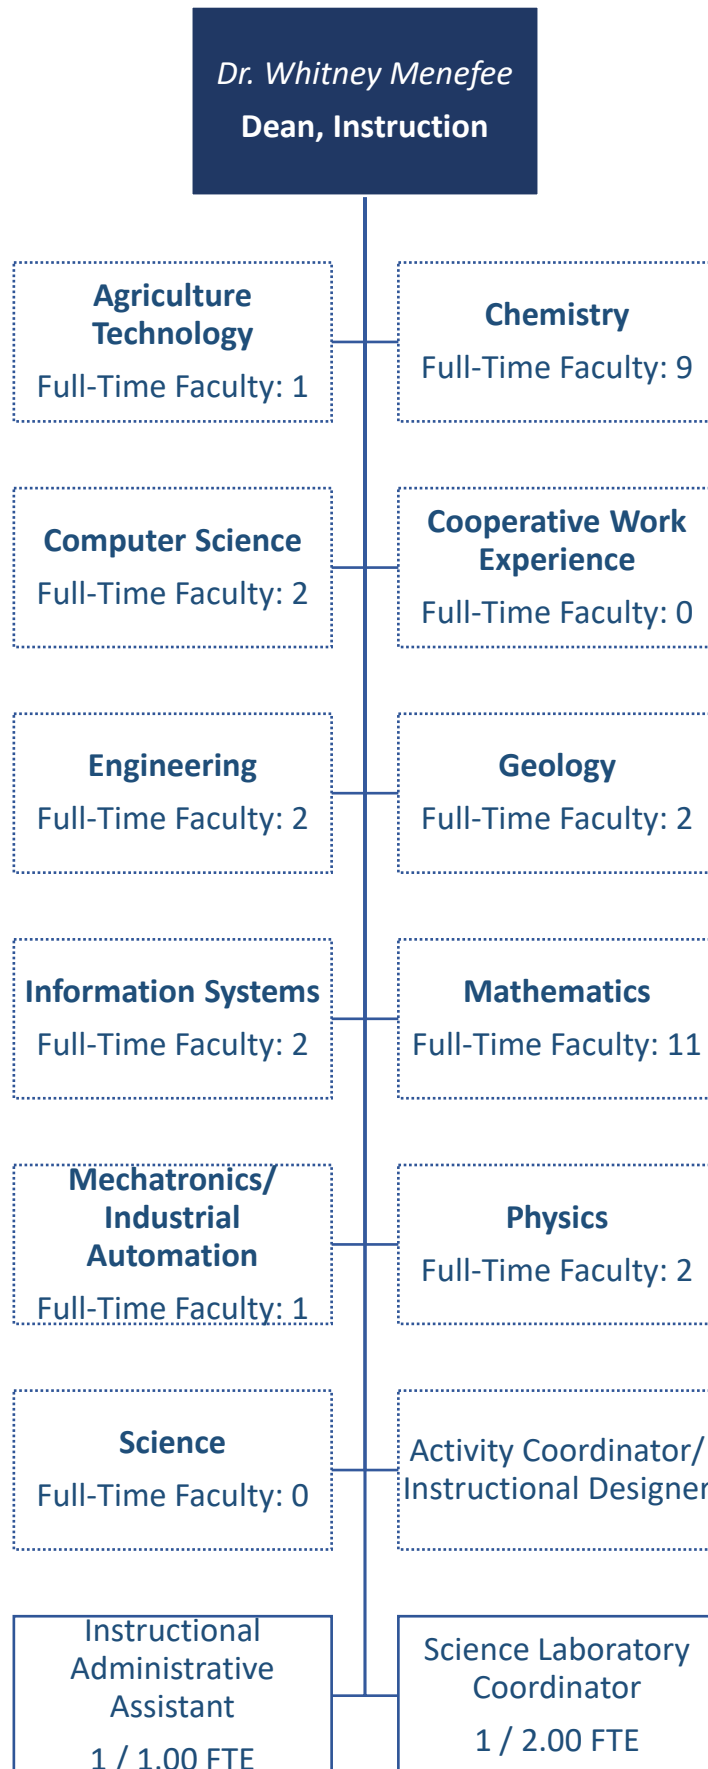 Dr. Whitney Menefee
Dean, Instruction
Agriculture
Technology
Full-Time Faculty: 1
Chemistry
Full-Time Faculty: 9
Computer Science
Full-Time Faculty: 2
Cooperative Work
Experience
Full-Time Faculty: 0
Engineering
Full-Time Faculty: 2
Geology
Full-Time Faculty: 2
Information Systems
Full-Time Faculty: 2
Mathematics
Full-Time Faculty: 11
Mechatronics/
Industrial
Automation
Full-Time Faculty: 1
Physics
Full-Time Faculty: 2
Science
Full-Time Faculty: 0
Activity Coordinator/
Instructional Designer
Instructional
Administrative
Assistant
1 / 1.00 FTE
Science Laboratory
Coordinator
1 / 2.00 FTE